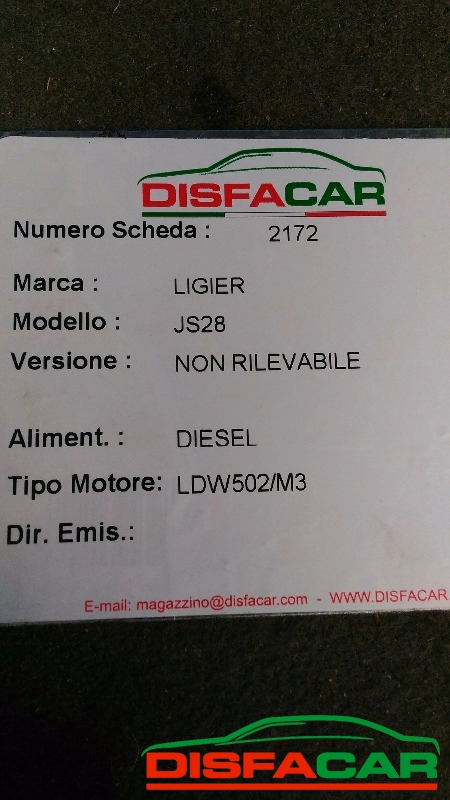 DISFACAR
Numero Scheda : 2172
Marca : LIGIER
Modello : JS28
Versione : NON RILEVABILE
Aliment. : DIESEL
Tipo Motore: LDW502/M3
Dir. Emis.:
E-mail: magazzino@disfacar.com - WWW.DISFACAR.
DISFACAR